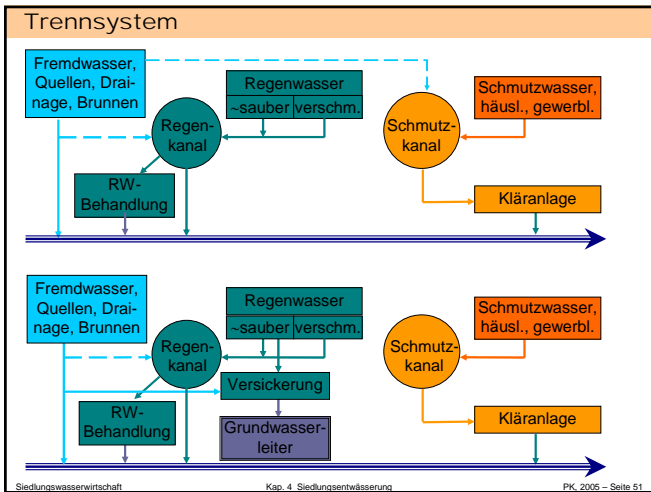 Trennsystem
Fremdwasser,
Quellen, Drai-
nage, Brunnen
Regenwasser
~sauber verschm.
Schmutzwasser,
häusl., gewerbl.
Regen-
kanal
Schmutz-
kanal
RW-
Behandlung
Kläranlage
Fremdwasser,
Quellen, Drai-
nage, Brunnen
Regenwasser
~sauber verschm.
Schmutzwasser,
häusl., gewerbl.
Regen-
kanal
Schmutz-
kanal
Versickerung
RW-
Behandlung
Grundwasser-
leiter
Kläranlage
Siedlungswasserwirtschaft Kap. 4 Siedlungsentwässerung PK, 2005 – Seite 51